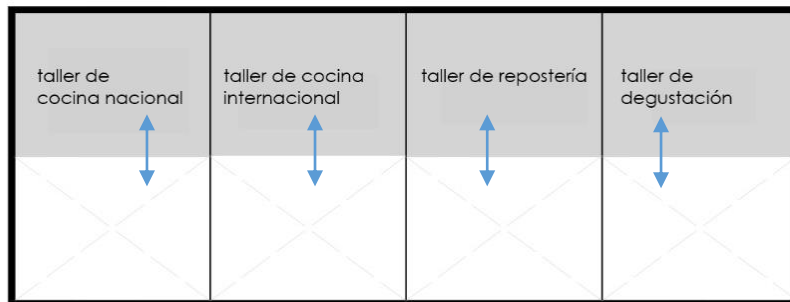 taller de
cocina nacional
taller de cocina
internacional
taller de repostería
taller de
degustación